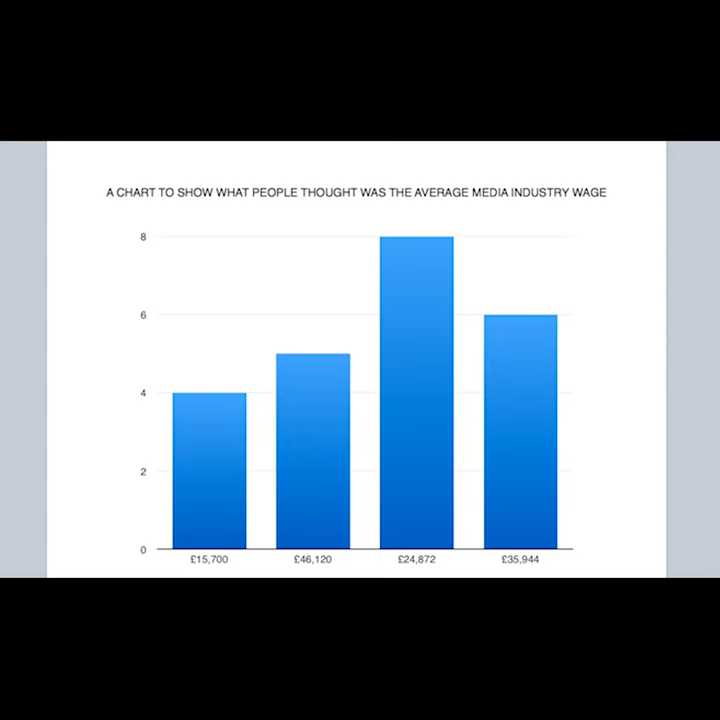 A CHART TO SHOW WHAT PEOPLE THOUGHT WAS THE AVERAGE MEDIA INDUSTRY WAGE
8
6
4
2
0
£15,700 £46,120 £24,872 £35,944